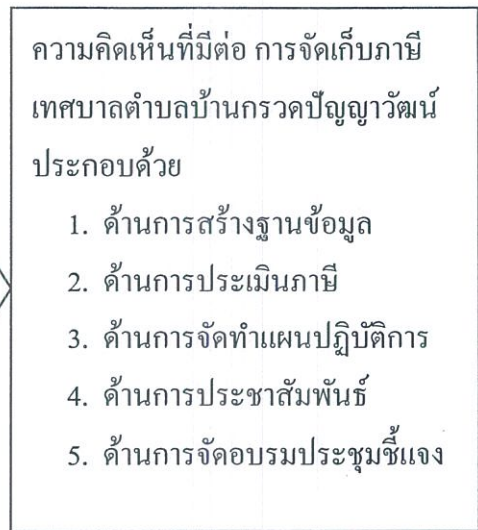 ความคิดเห็นที่มีต่อ การจัดเก็บภาษี
เทศบาลตำบลบ้านกรวดปัญญาวัฒน์
ประกอบด้วย
1. ด้านการสร้างฐานข้อมูล
2. ด้านการประเมินภาษี
3. ด้านการจัดทำแผนปฏิบัติการ
4. ด้านการประชาสัมพันธ์
5. ด้านการจัดอบรมประชุมชี้แจง